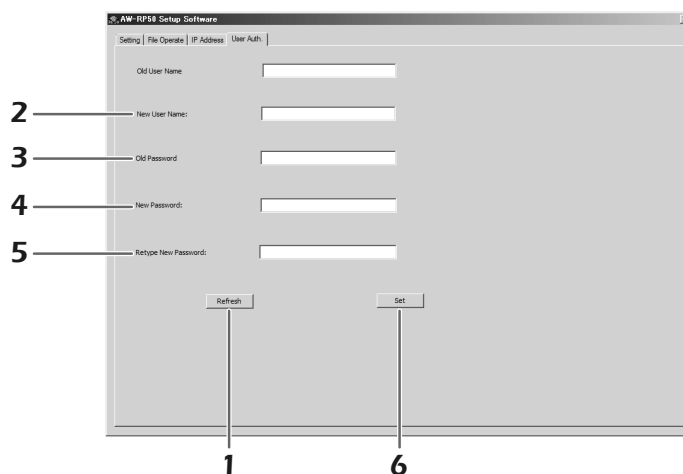 AW-RP50 Setup Software
Setting File Operate IP Address User Auth.
Old User Name
2 New User Name:
3 Old Password
4 New Password:
5 Retype New Password:
Refresh Set
1 6